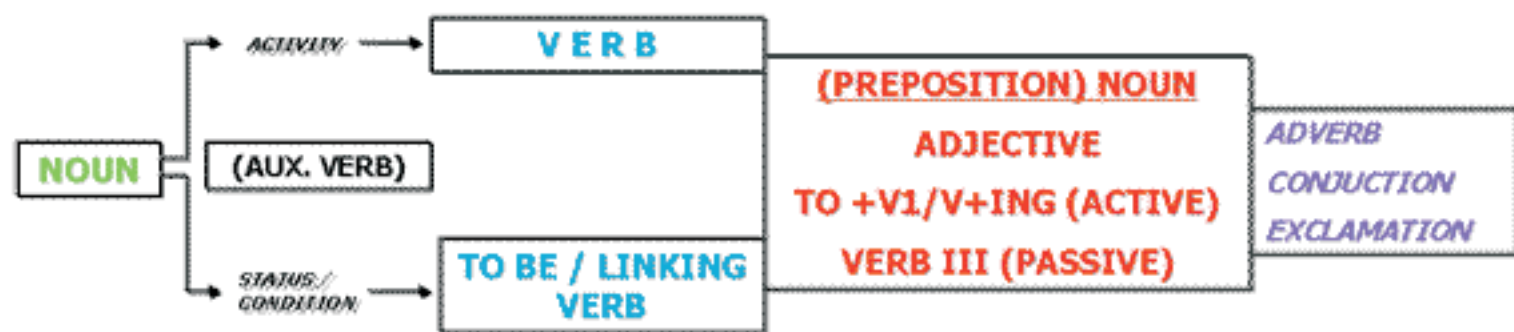 ACTIVITY
V E R B
(PREPOSITION) NOUN
ADJECTIVE
TO +V1/V+ING (ACTIVE)
VERB III (PASSIVE)
ADVERB
CONJUCTION
EXCLAMATION
NOUN
(AUX. VERB)
STATUS/
CONDITION
TO BE / LINKING
VERB